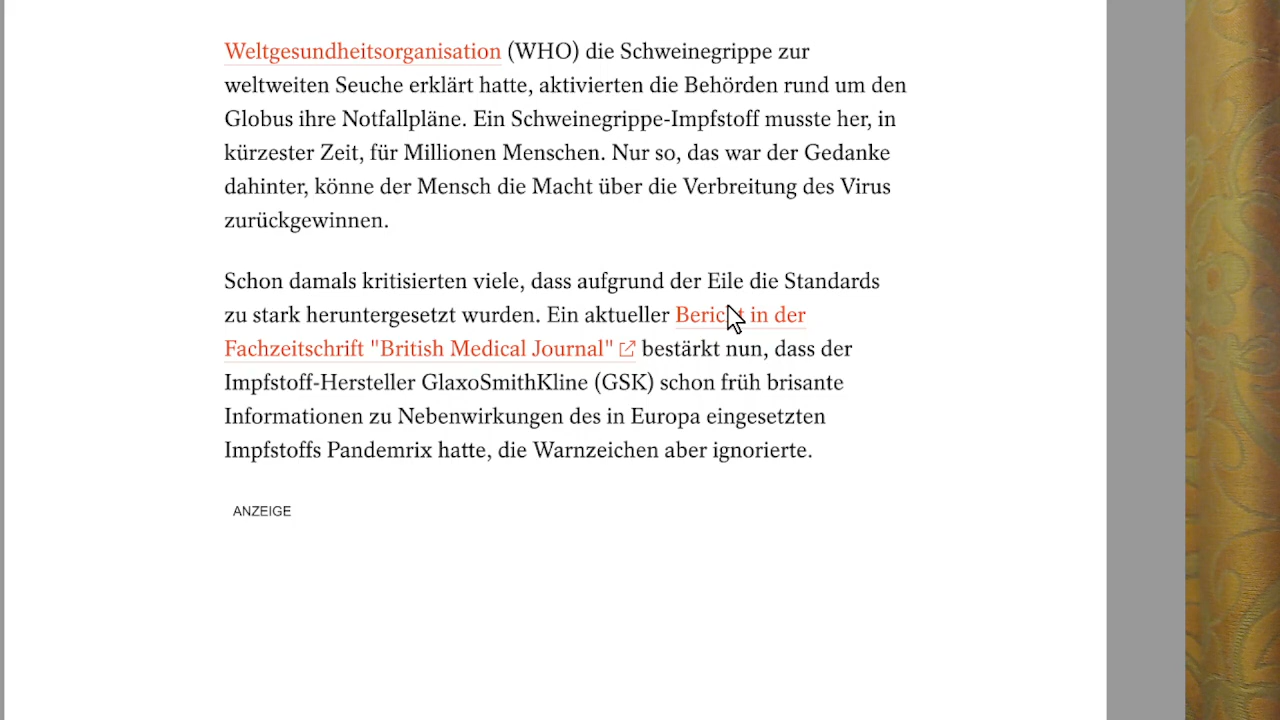 Weltgesundheitsorganisation (WHO) die Schweinegrippe zur
weltweiten Seuche erklärt hatte, aktivierten die Behörden rund um den
Globus ihre Notfallpläne. Ein Schweinegrippe-Impfstoff musste her, in
kürzester Zeit, für Millionen Menschen. Nur so, das war der Gedanke
dahinter, könne der Mensch die Macht über die Verbreitung des Virus
zurückgewinnen.
Schon damals kritisierten viele, dass aufgrund der Eile die Standards
zu stark heruntergesetzt wurden. Ein aktueller Bericht in der
Fachzeitschrift "British Medical Journal" bestärkt nun, dass der
Impfstoff-Hersteller GlaxoSmithKline (GSK) schon früh brisante
Informationen zu Nebenwirkungen des in Europa eingesetzten
Impfstoffs Pandemrix hatte, die Warnzeichen aber ignorierte.
ANZEIGE